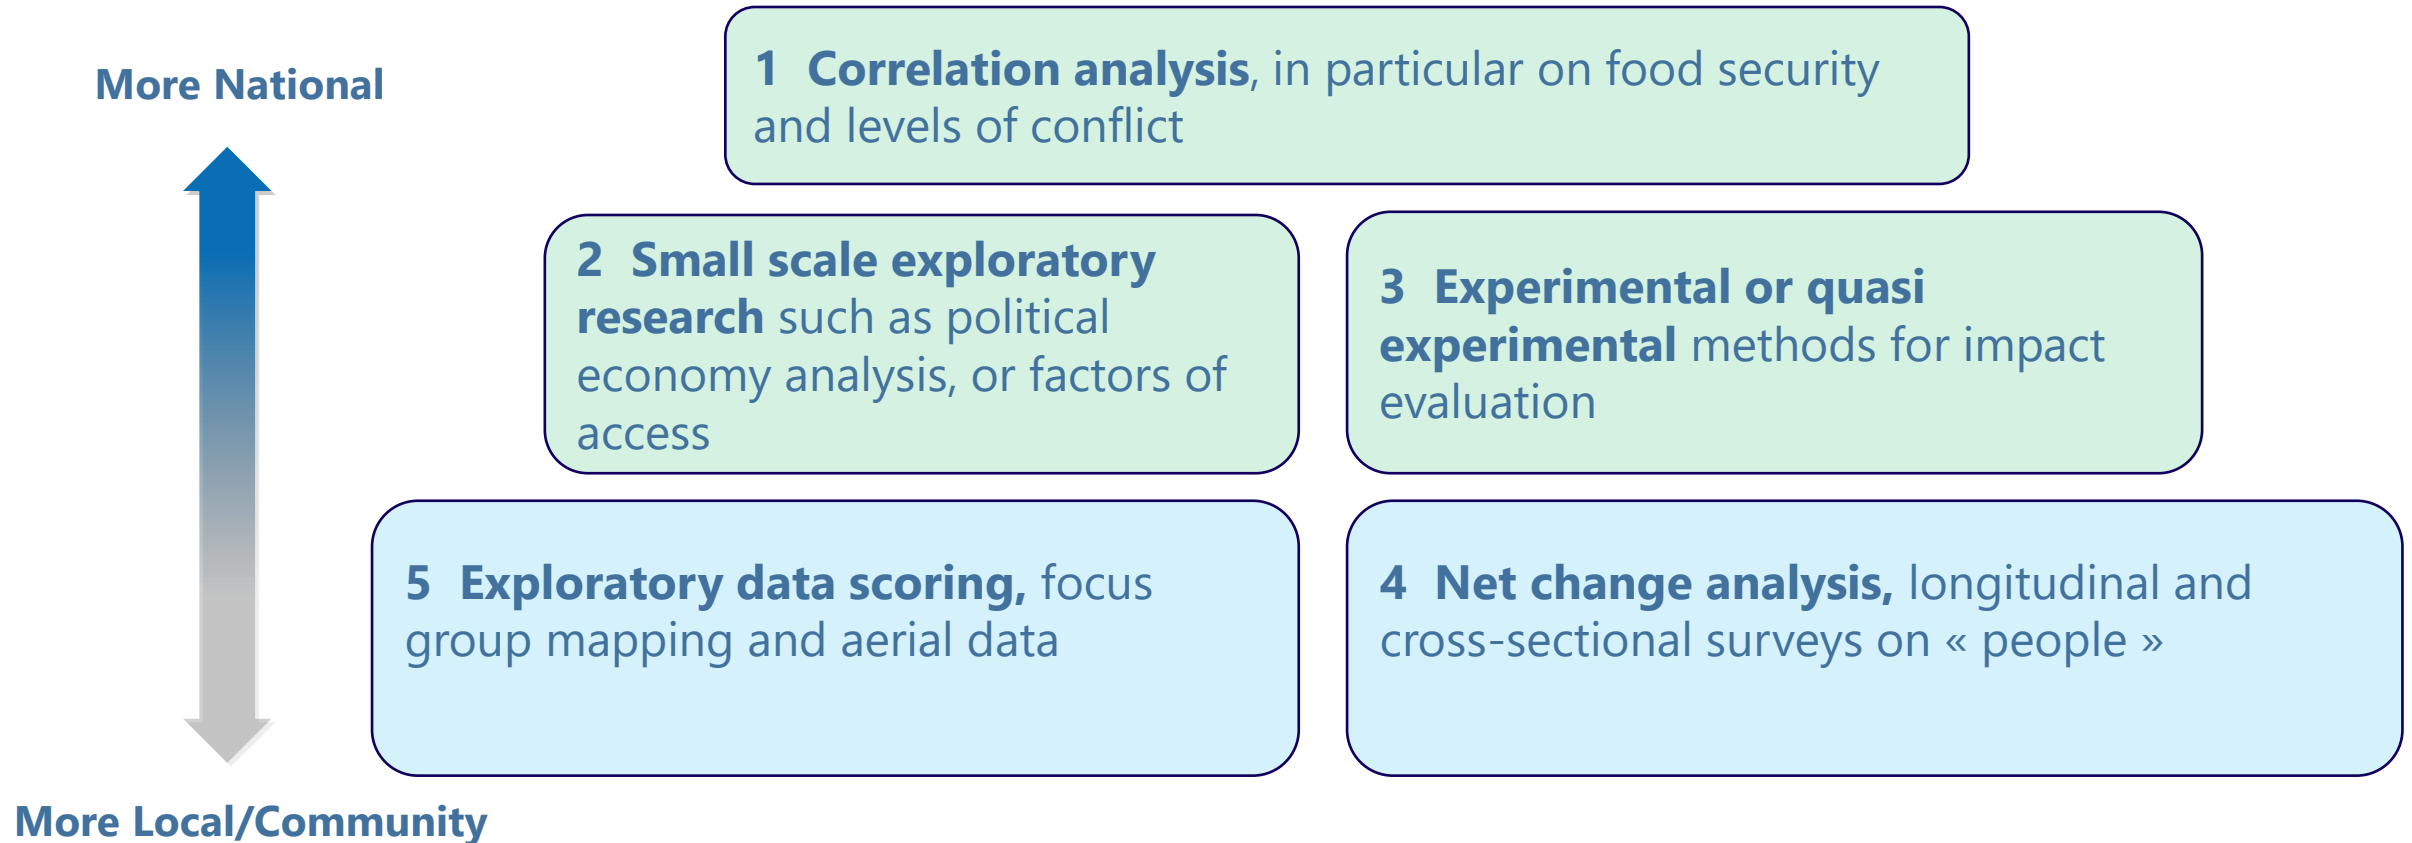 More National
1 Correlation analysis, in particular on food security
and levels of conflict
2 Small scale exploratory
research such as political
economy analysis, or factors of
access
3 Experimental or quasi
experimental methods for impact
evaluation
5 Exploratory data scoring, focus
group mapping and aerial data
4 Net change analysis, longitudinal and
cross-sectional surveys on « people »
More Local/Community